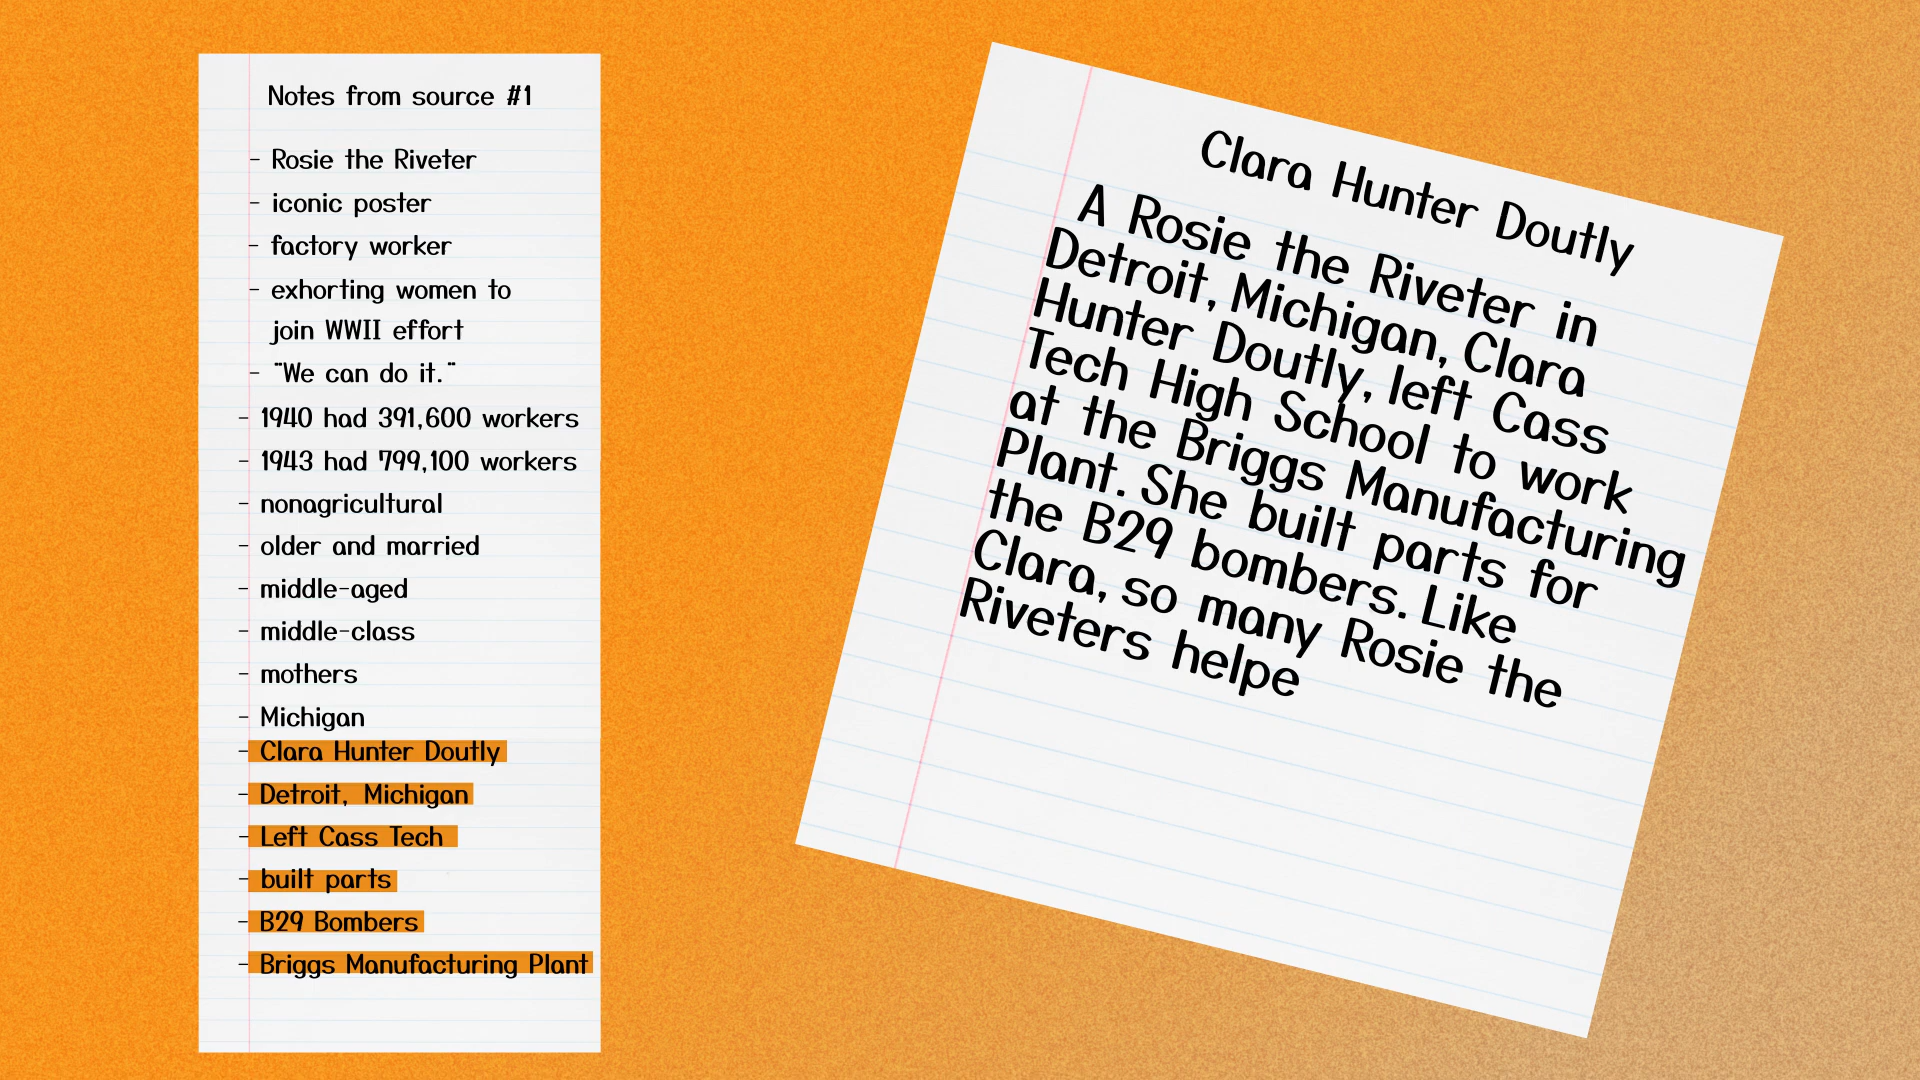 Notes from source #1
- Rosie the Riveter
- iconic poster
- factory worker
- exhorting women to
join WWII effort
- "We can do it."
- 1940 had 391,600 workers
- 1943 had 799,100 workers
- nonagricultural
- older and married
- middle-aged
- middle-class
- mothers
- Michigan
- Clara Hunter Doutly
- Detroit, Michigan
- Left Cass Tech
- built parts
- B29 Bombers
- Briggs Manufacturing Plant
Clara Hunter Doutly
A Rosie the Riveter in
Detroit, Michigan, Clara
Hunter Doutly, left Cass
Tech High School to work
at the Briggs Manufacturing
Plant. She built parts for
the B29 bombers. Like
Clara, so many Rosie the
Riveters helpe